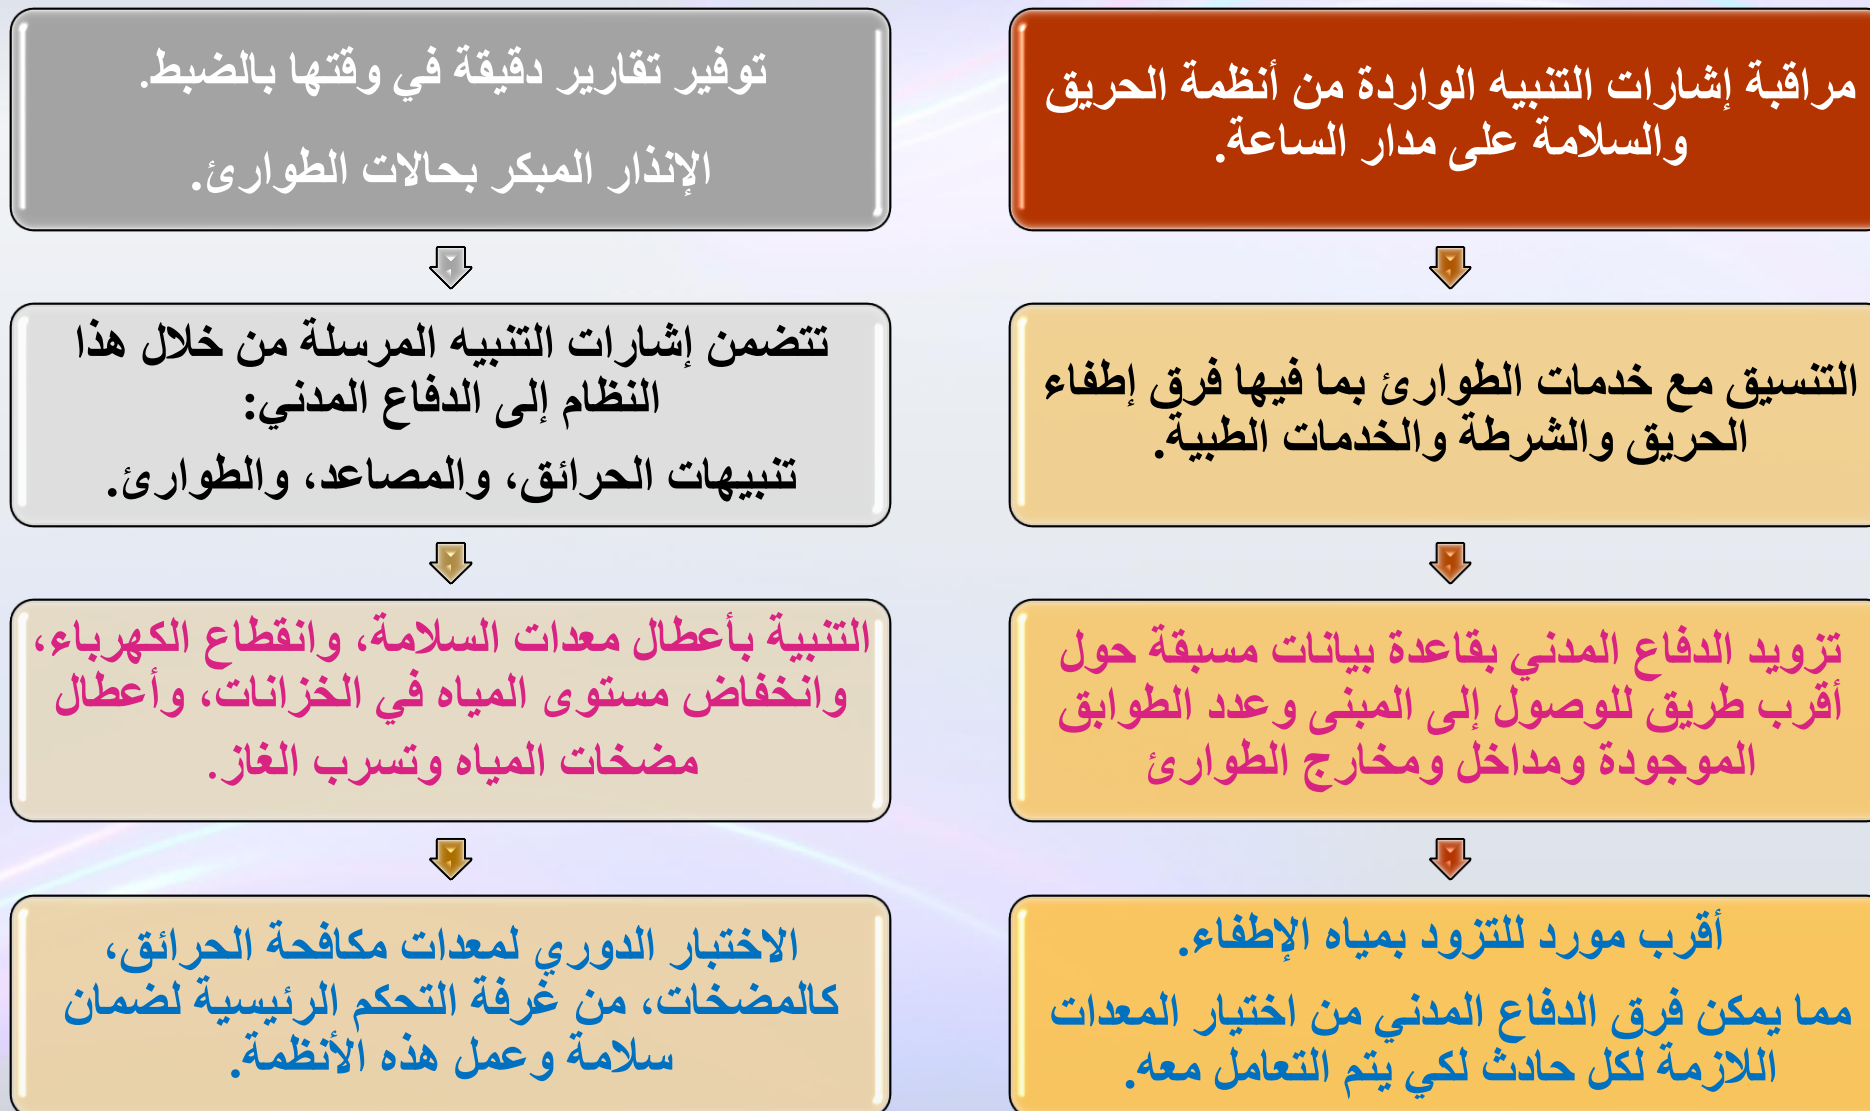 مراقبة إشارات التنبيه الواردة من أنظمة الحريق
والسلامة على مدار الساعة.
التنسيق مع خدمات الطوارئ بما فيها فرق إطفاء
الحريق والشرطة والخدمات الطبية.
تزويد الدفاع المدني بقاعدة بيانات مسبقة حول
أقرب طريق للوصول إلى المبنى وعدد الطوابق
الموجودة ومداخل ومخارج الطوارئ
أقرب مورد للتزود بمياه الإطفاء.
مما يمكن فرق الدفاع المدني من اختيار المعدات
اللازمة لكل حادث لكي يتم التعامل معه.
توفير تقارير دقيقة في وقتها بالضبط.
الإنذار المبكر بحالات الطوارئ.
تتضمن إشارات التنبيه المرسلة من خلال هذا
النظام إلى الدفاع المدني:
تنبيهات الحرائق، والمصاعد، والطوارئ.
التنبية بأعطال معدات السلامة، وانقطاع الكهرباء،
وانخفاض مستوى المياه في الخزانات، وأعطال
مضخات المياه وتسرب الغاز.
الاختبار الدوري لمعدات مكافحة الحرائق،
كالمضخات، من غرفة التحكم الرئيسية لضمان
سلامة وعمل هذه الأنظمة.